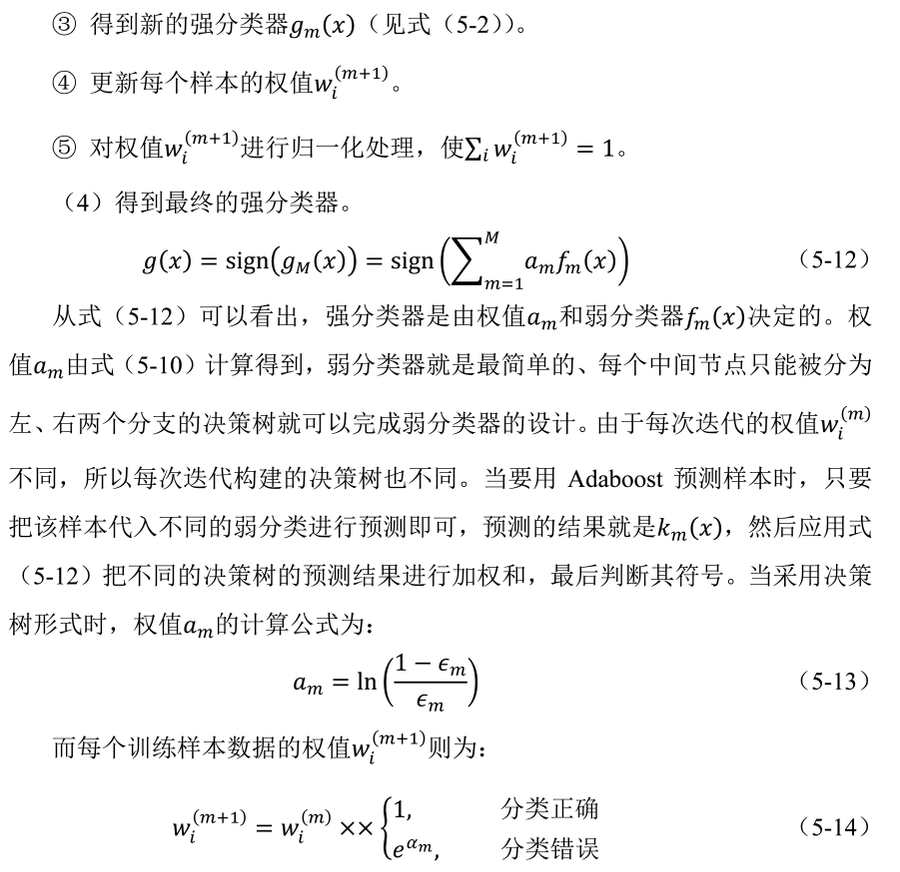 ③ 得到新的强分类器$g_m(x)$（见式（5-2））。
④ 更新每个样本的权值$w_i^{(m+1)}$。
⑤ 对权值$w_i^{(m+1)}$进行归一化处理，使$\sum_i w_i^{(m+1)} = 1$。
（4）得到最终的强分类器。
$g(x) = \text{sign}(g_M(x)) = \text{sign}\left(\sum_{m=1}^{M} a_m f_m(x)\right)$ （5-12）
从式（5-12）可以看出，强分类器是由权值$a_m$和弱分类器$f_m(x)$决定的。权
值$a_m$由式（5-10）计算得到，弱分类器就是最简单的、每个中间节点只能被分为
左、右两个分支的决策树就可以完成弱分类器的设计。由于每次迭代的权值$w_i^{(m)}$
不同，所以每次迭代构建的决策树也不同。当要用 Adaboost 预测样本时，只要
把该样本代入不同的弱分类进行预测即可，预测的结果就是$k_m(x)$，然后应用式
（5-12）把不同的决策树的预测结果进行加权和，最后判断其符号。当采用决策
树形式时，权值$a_m$的计算公式为：
$a_m = \ln\left(\frac{1-\epsilon_m}{\epsilon_m}\right)$ （5-13）
而每个训练样本数据的权值$w_i^{(m+1)}$则为：
$w_i^{(m+1)} = w_i^{(m)} \times\times \begin{cases} 1, & \text{分类正确} \\ e^{\alpha_m}, & \text{分类错误} \end{cases}$ （5-14）